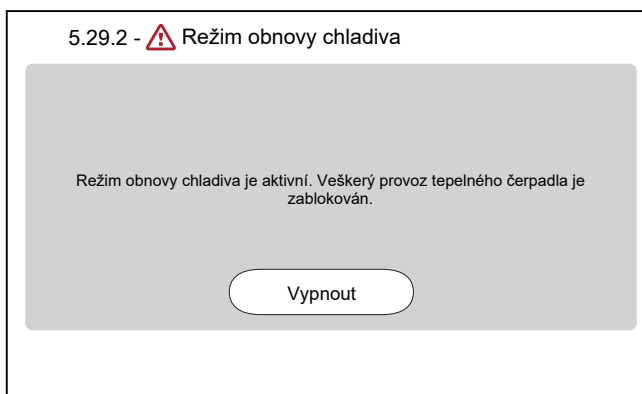 5.29.2 - Režim obnovy chladiva
Režim obnovy chladiva je aktivní. Veškerý provoz tepelného čerpadla je
zablokován.
Vypnout